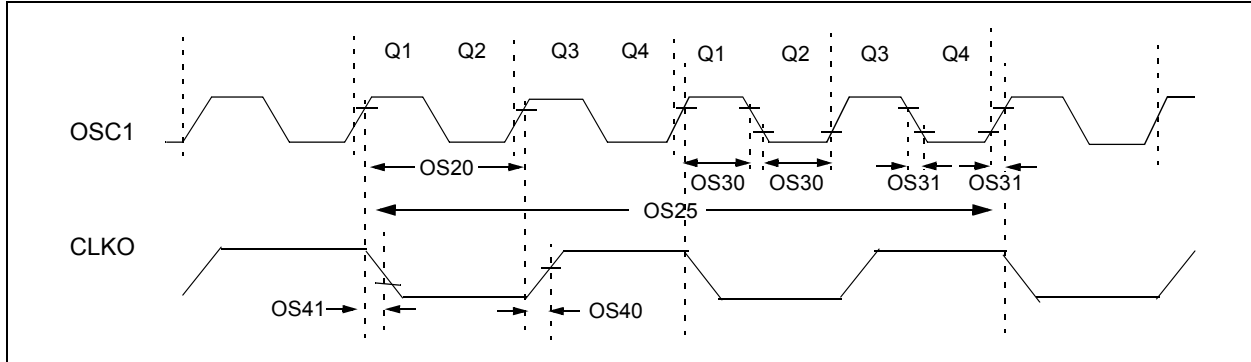 Q1 Q2 Q3 Q4 Q1 Q2 Q3 Q4
OSC1
OS20
OS30 OS30 OS31 OS31
OS25
CLKO
OS41 OS40